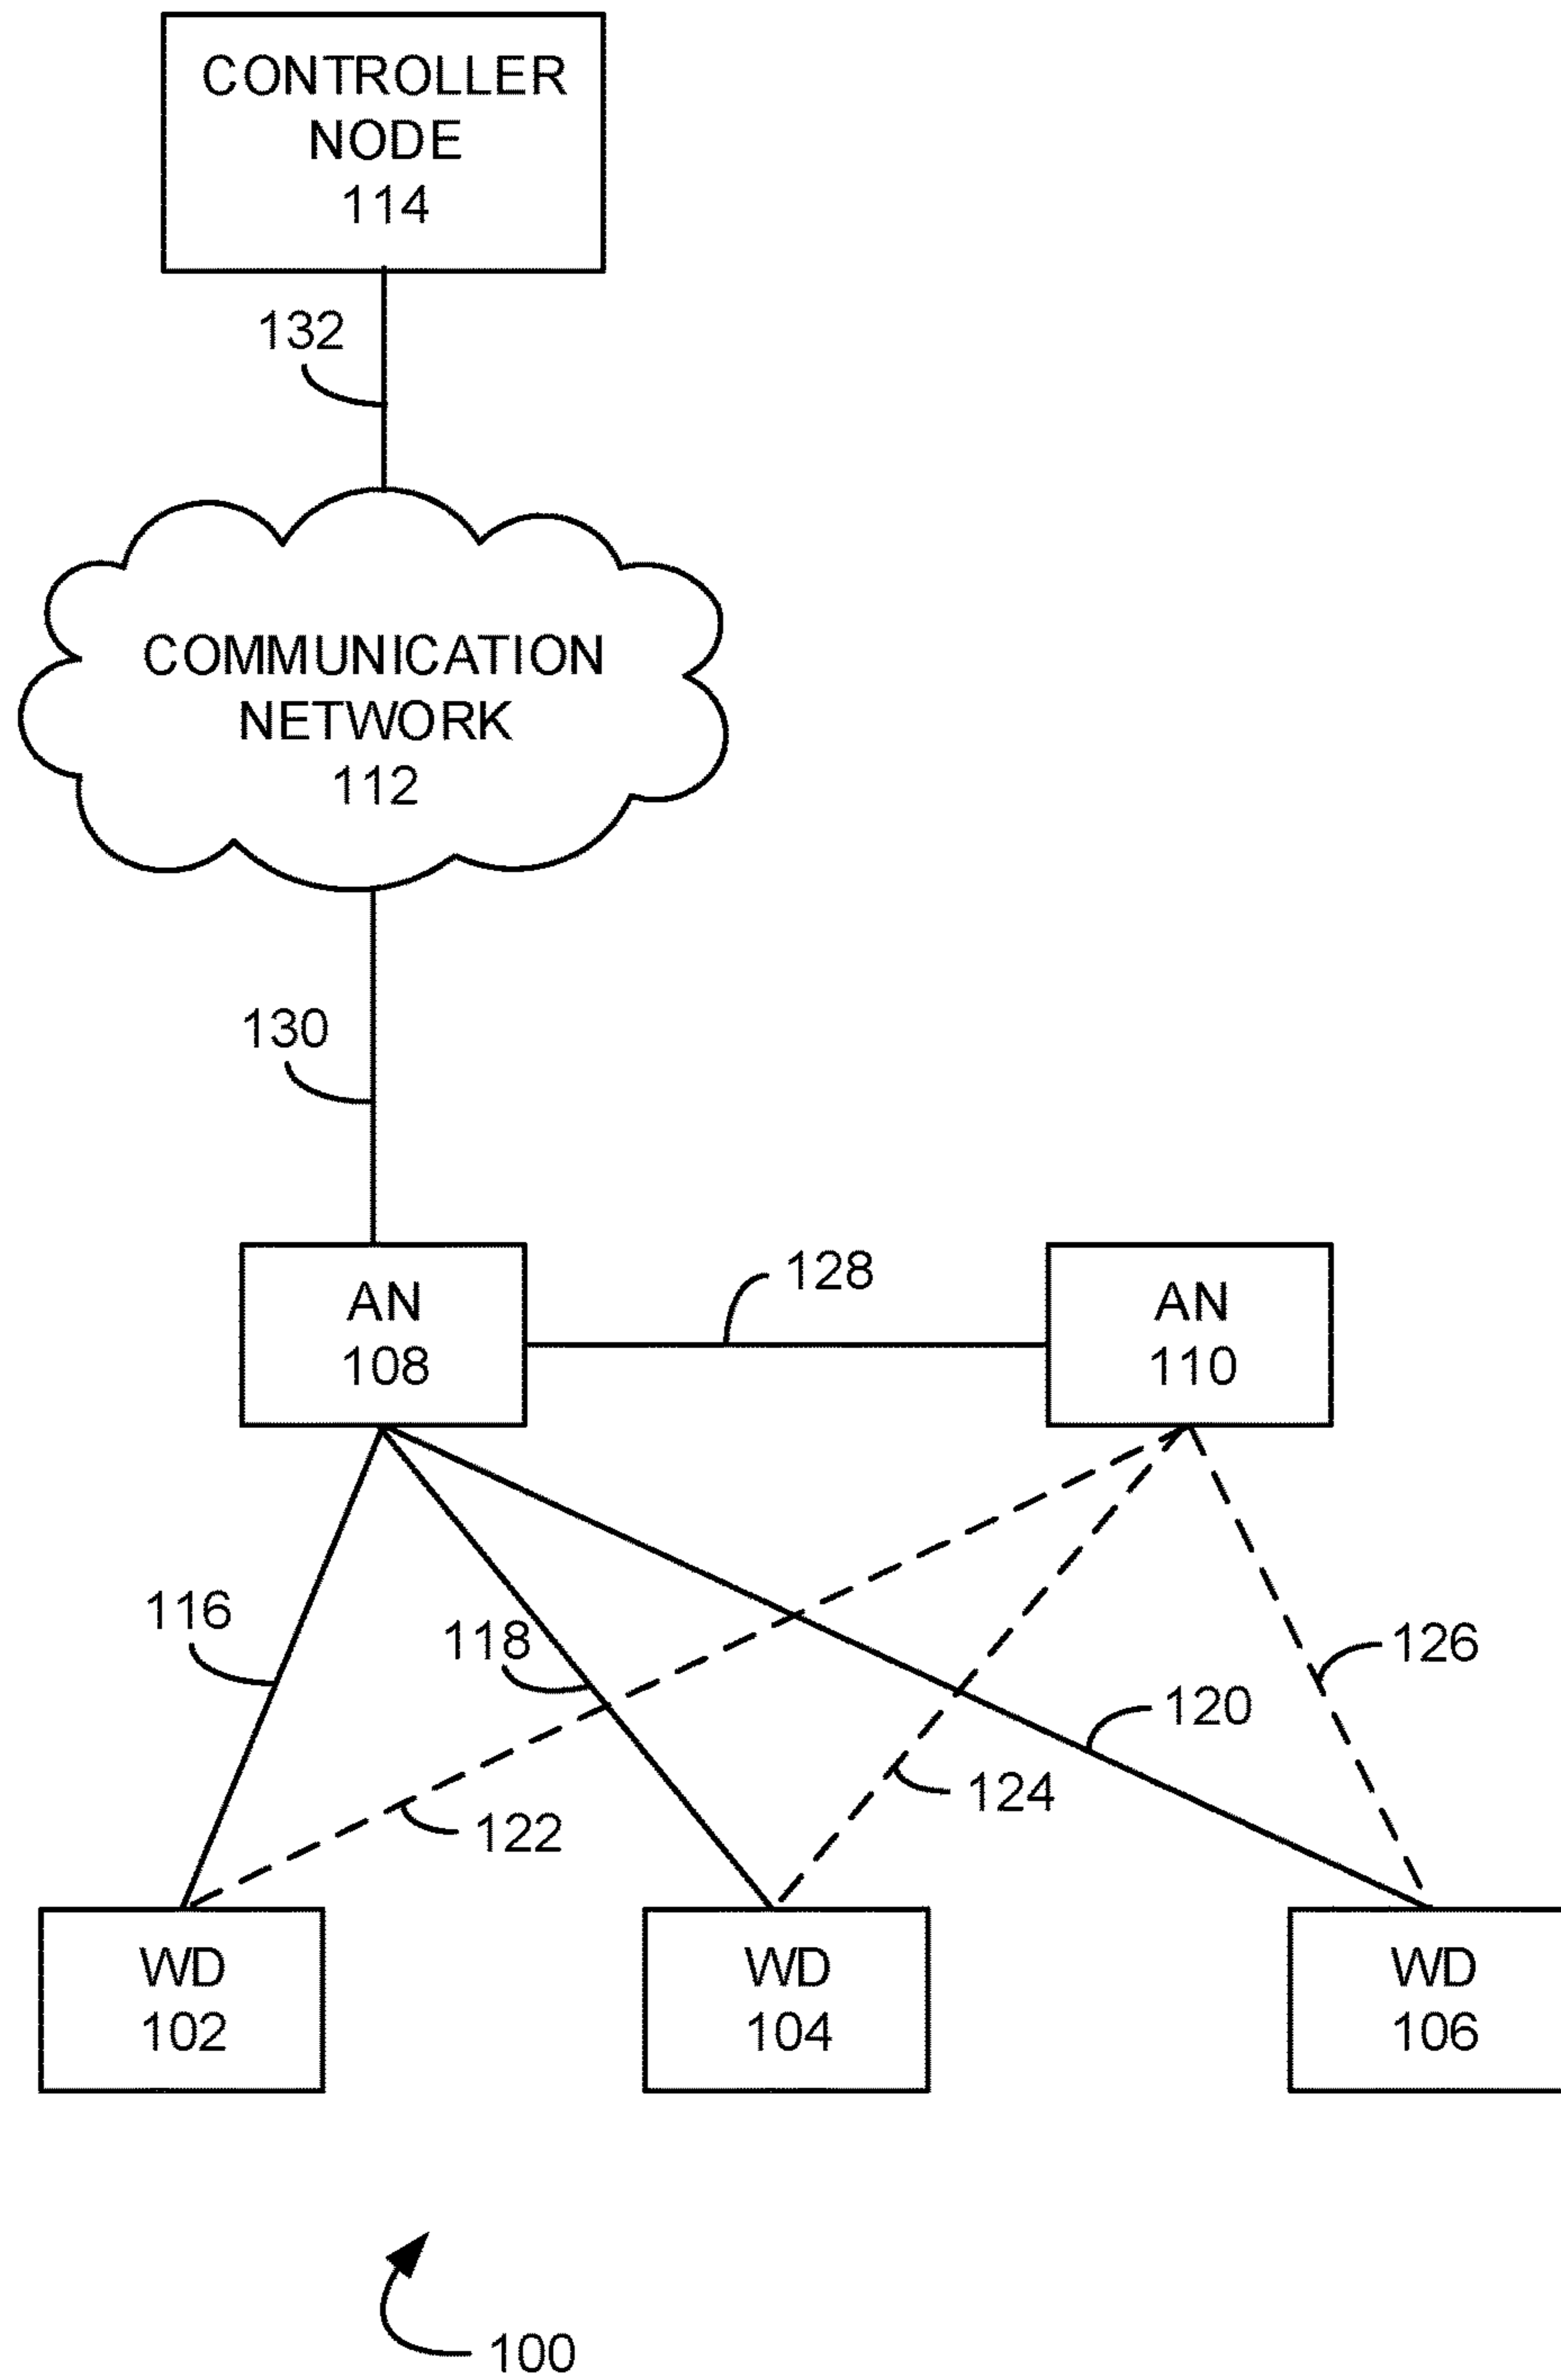 CONTROLLER
NODE
114
132
COMMUNICATION
NETWORK
112
130
AN
108
128
AN
110
116
118
126
120
124
122
WD
102
WD
104
WD
106
100